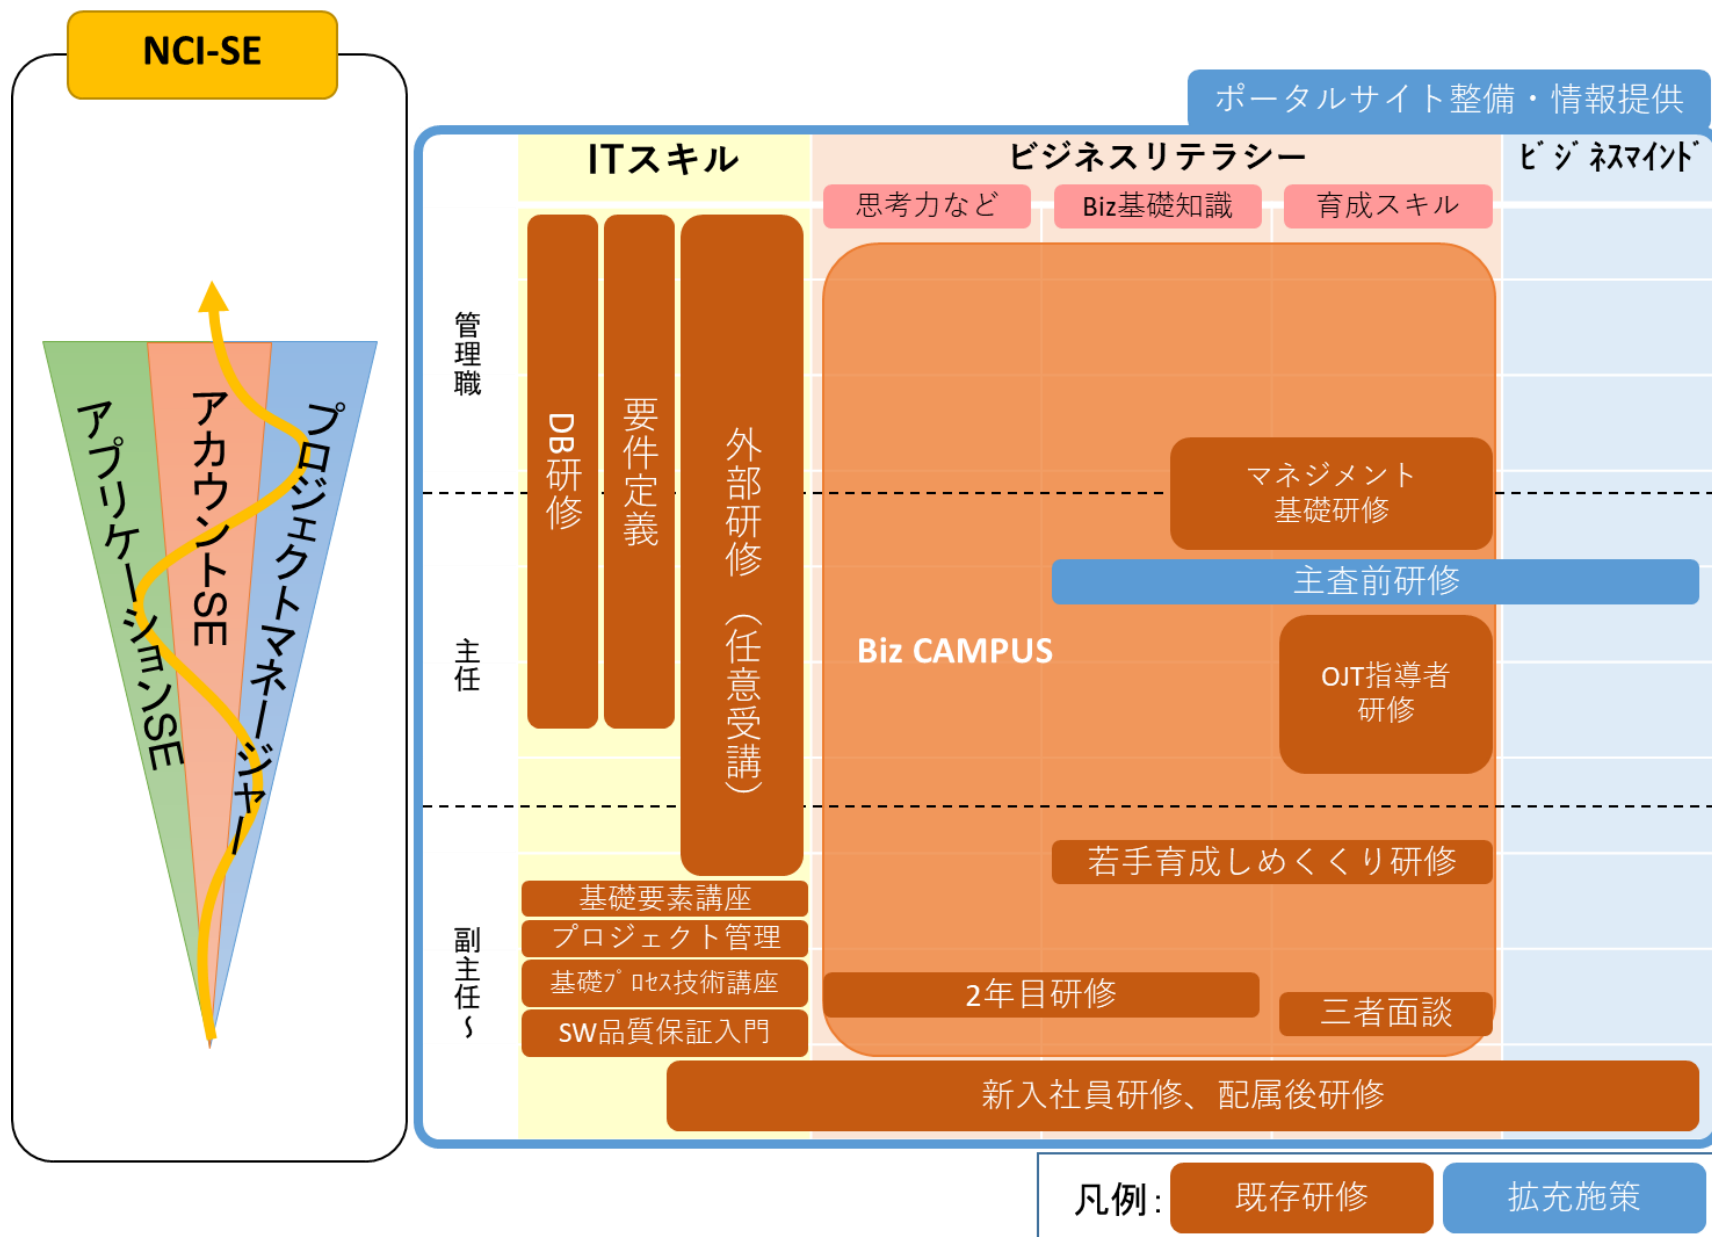 NCI-SE
アプリケーションSE
アカウントSE
プロジェクトマネージャー
ポータルサイト整備・情報提供
ITスキル
ビジネスリテラシー
ﾋﾞｼﾞﾈｽﾏｲﾝﾄﾞ
思考力など
Biz基礎知識
育成スキル
管理職
主任
副主任～
DB研修
要件定義
外部研修（任意受講）
基礎要素講座
プロジェクト管理
基礎ﾌﾟﾛｾｽ技術講座
SW品質保証入門
Biz CAMPUS
マネジメント
基礎研修
主査前研修
OJT指導者
研修
若手育成しめくくり研修
2年目研修
三者面談
新入社員研修、配属後研修
凡例：
既存研修
拡充施策